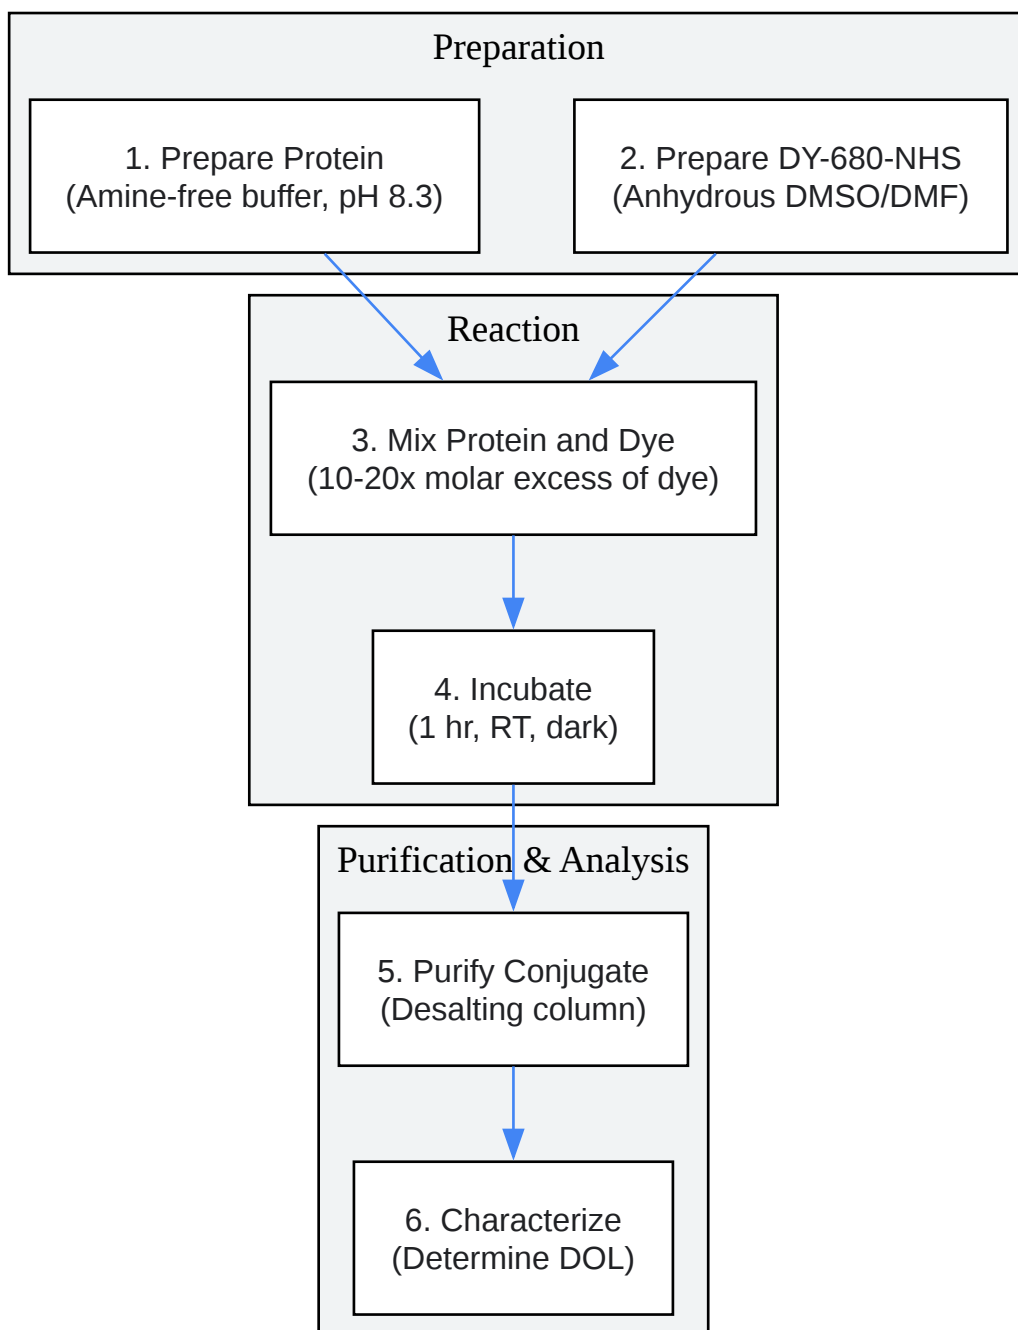 Preparation
1. Prepare Protein
(Amine-free buffer, pH 8.3)
2. Prepare DY-680-NHS
(Anhydrous DMSO/DMF)
Reaction
3. Mix Protein and Dye
(10-20x molar excess of dye)
4. Incubate
(1 hr, RT, dark)
Purification & Analysis
5. Purify Conjugate
(Desalting column)
6. Characterize
(Determine DOL)